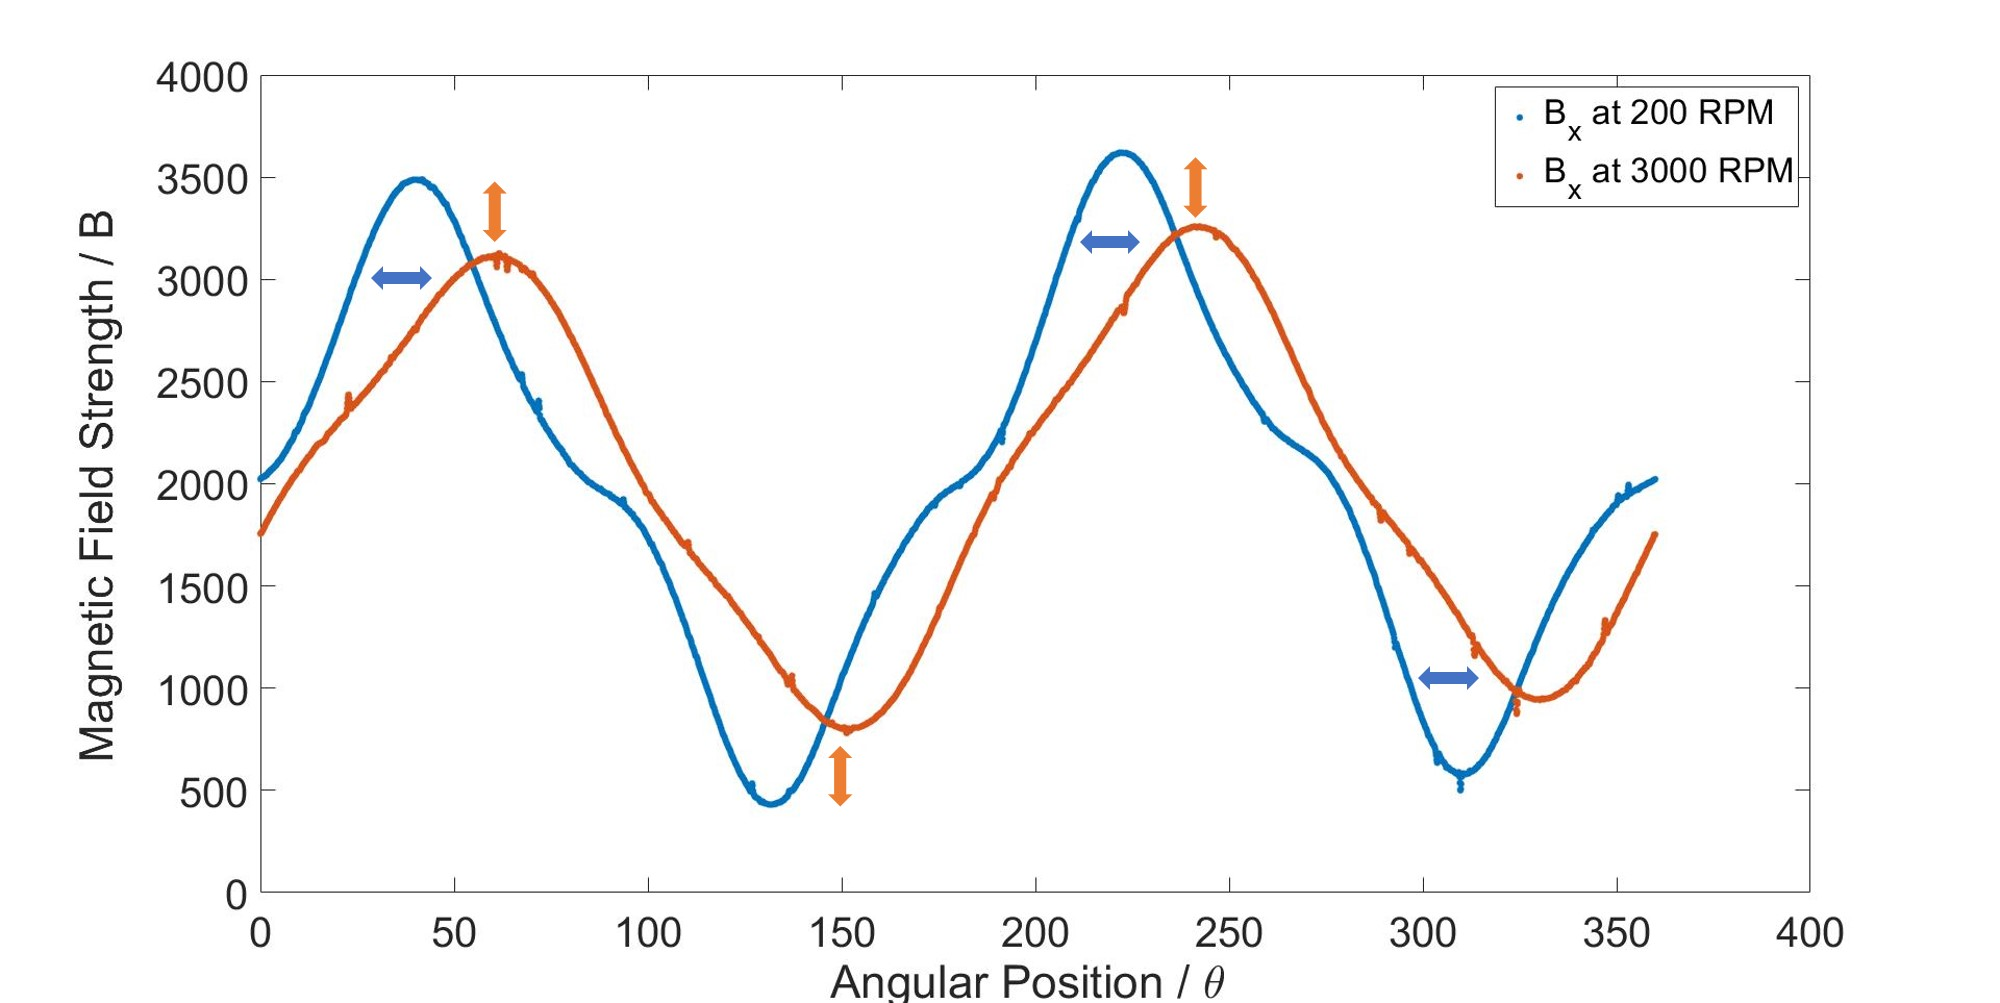 4000
3500
3000
2500
2000
1500
1000
500
0
Magnetic Field Strength / B
Bx at 200 RPM
Bx at 3000 RPM
0 50 100 150 200 250 300 350 400
Angular Position / θ